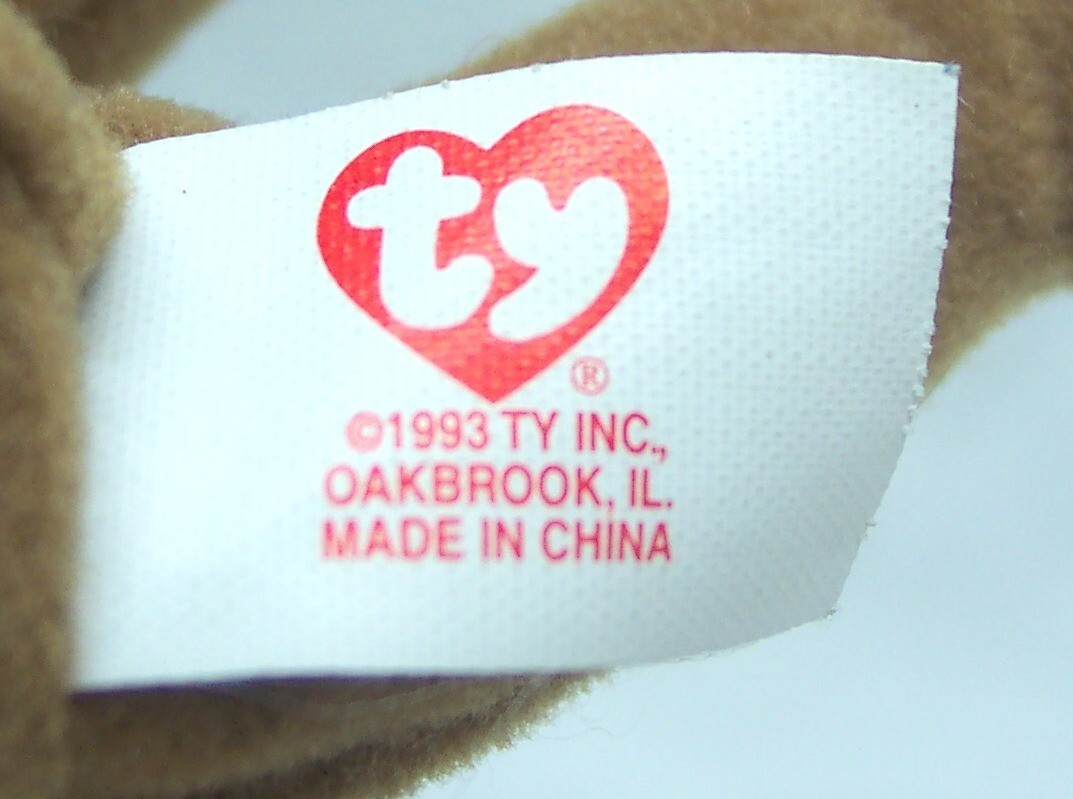 ty
®
©1993 TY INC.,
OAKBROOK, IL.
MADE IN CHINA